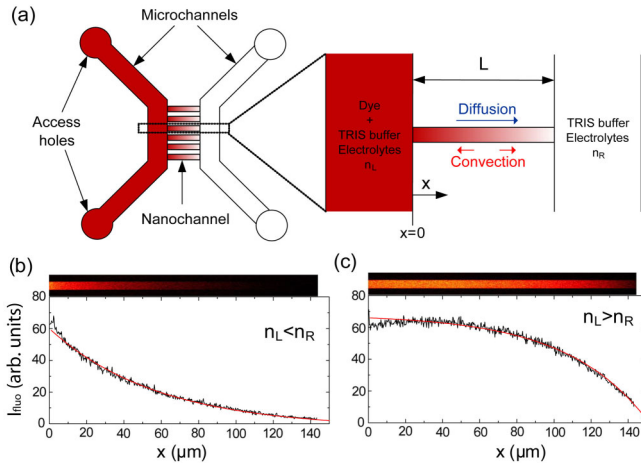 (a)
Microchannels
Access
holes
Nanochannel
Dye
+
TRIS buffer
Electrolytes
n_L
L
Diffusion
Convection
x
x=0
TRIS buffer
Electrolytes
n_R
(b)
(c)
I_fluo (arb. units)
80
60
40
20
0
n_L<n_R
0 20 40 60 80 100 120 140
x (µm)
80
60
40
20
0
n_L>n_R
0 20 40 60 80 100 120 140
x (µm)